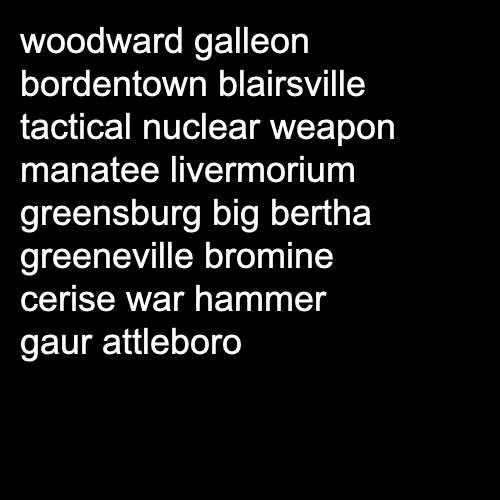 woodward galleon
bordentown blairsville
tactical nuclear weapon
manatee livermorium
greensburg big bertha
greeneville bromine
cerise war hammer
gaur attleboro